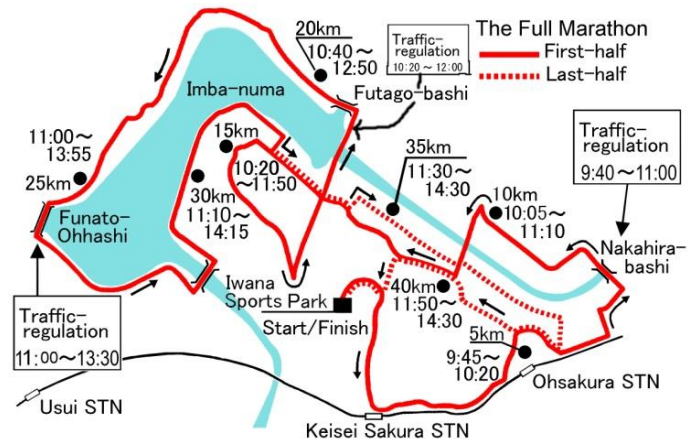 The Full Marathon
First-half
Last-half
20km
10:40～
12:50
Traffic-
regulation
10:20 ～ 12:00
Imba-numa
Futago-bashi
11:00～
13:55
25km
15km
10:20
～11:50
35km
11:30～
14:30
Traffic-
regulation
9:40 ～11:00
30km
11:10～
14:15
10km
10:05～
11:10
Funato-
Ohhashi
Nakahira-
bashi
Iwana
Sports Park
Start/Finish
40km
11:50～
14:30
Traffic-
regulation
11:00～13:30
5km
9:45～
10:20
Ohsakura STN
Usui STN
Keisei Sakura STN